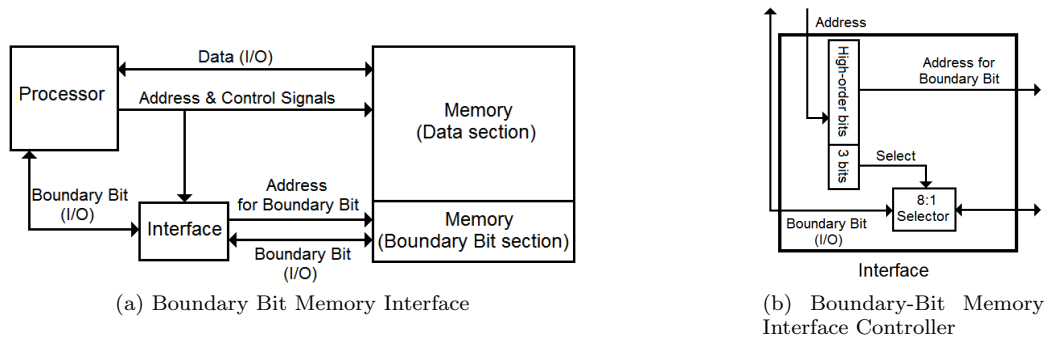 Processor
Data (I/O)
Address & Control Signals
Memory
(Data section)
Boundary Bit
(I/O)
Interface
Address
for Boundary Bit
Boundary Bit
(I/O)
Memory
(Boundary Bit section)
(a) Boundary Bit Memory Interface
Address
High-order bits
3 bits
Address for
Boundary Bit
Select
8:1
Selector
Boundary Bit
(I/O)
Interface
(b) Boundary-Bit Memory
Interface Controller